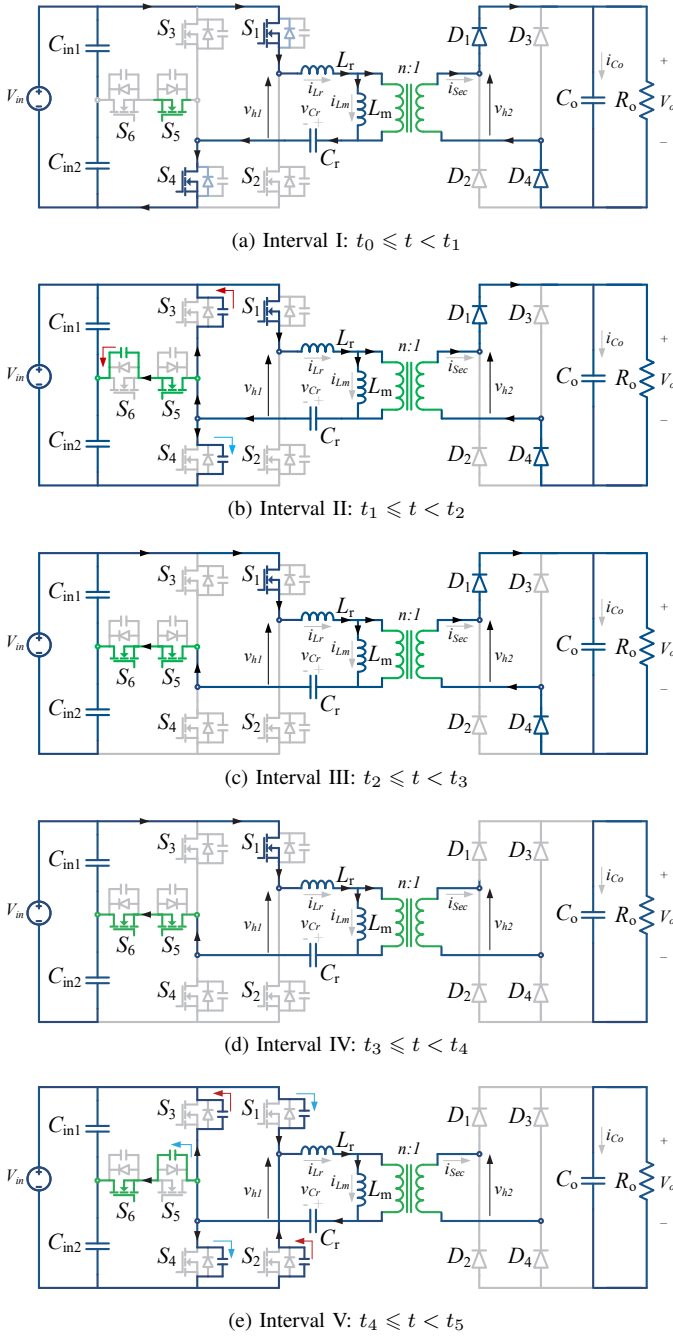 C_in1 S_3 S_1 L_r n:1 D_1 D_3 i_Co +
V_in i_Lr i_Lm L_m i_Sec C_o R_o V_o
S_6 S_5 v_h1 v_Cr + v_h2
C_in2 - C_r −
S_4 S_2 D_2 D_4
(a) Interval I: t_0 ⩽ t < t_1
C_in1 S_3 S_1 L_r n:1 D_1 D_3 i_Co +
V_in i_Lr i_Lm L_m i_Sec C_o R_o V_o
S_6 S_5 v_h1 v_Cr + v_h2
C_in2 - C_r −
S_4 S_2 D_2 D_4
(b) Interval II: t_1 ⩽ t < t_2
C_in1 S_3 S_1 L_r n:1 D_1 D_3 i_Co +
V_in i_Lr i_Lm L_m i_Sec C_o R_o V_o
S_6 S_5 v_h1 v_Cr + v_h2
C_in2 - C_r −
S_4 S_2 D_2 D_4
(c) Interval III: t_2 ⩽ t < t_3
C_in1 S_3 S_1 L_r n:1 D_1 D_3 i_Co +
V_in i_Lr i_Lm L_m i_Sec C_o R_o V_o
S_6 S_5 v_h1 v_Cr + v_h2
C_in2 - C_r −
S_4 S_2 D_2 D_4
(d) Interval IV: t_3 ⩽ t < t_4
C_in1 S_3 S_1 L_r n:1 D_1 D_3 i_Co +
V_in i_Lr i_Lm L_m i_Sec C_o R_o V_o
S_6 S_5 v_h1 v_Cr + v_h2
C_in2 - C_r −
S_4 S_2 D_2 D_4
(e) Interval V: t_4 ⩽ t < t_5